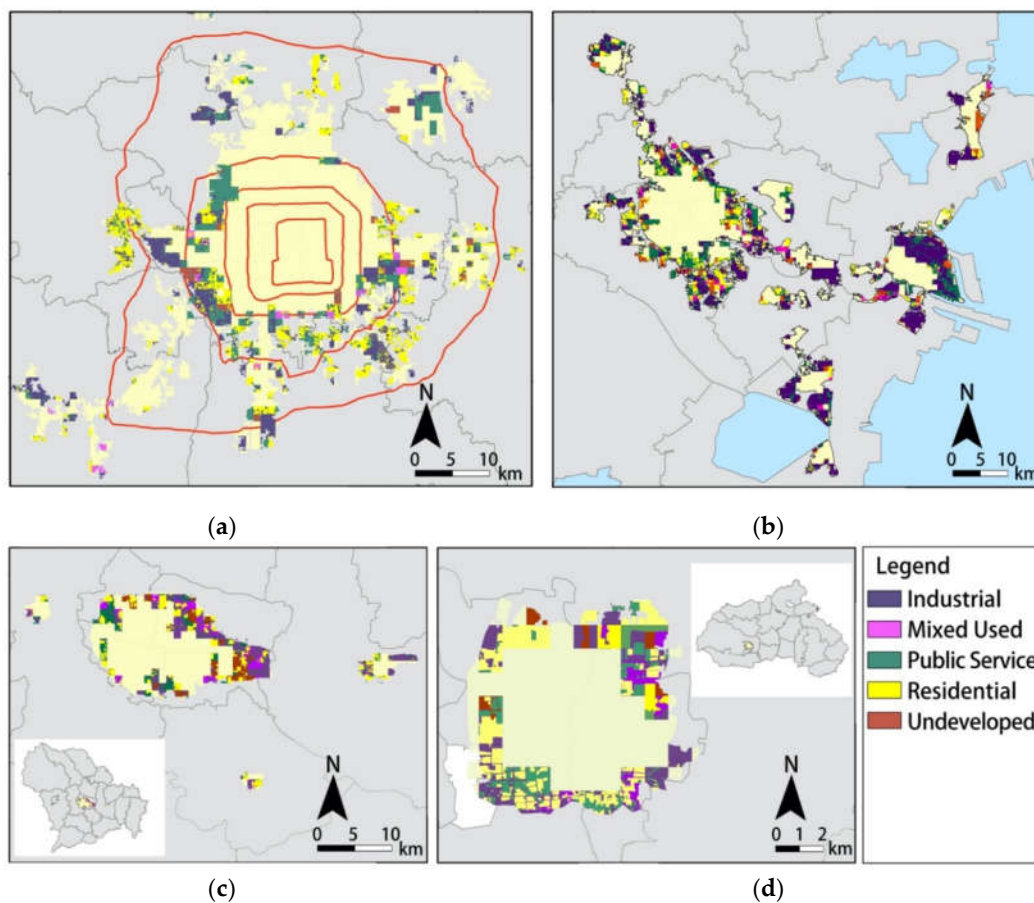 N
0 5 10
km
(a)
N
0 5 10
km
(b)
N
0 5 10
km
(c)
N
0 1 2
km
(d)
Legend
Industrial
Mixed Used
Public Service
Residential
Undeveloped